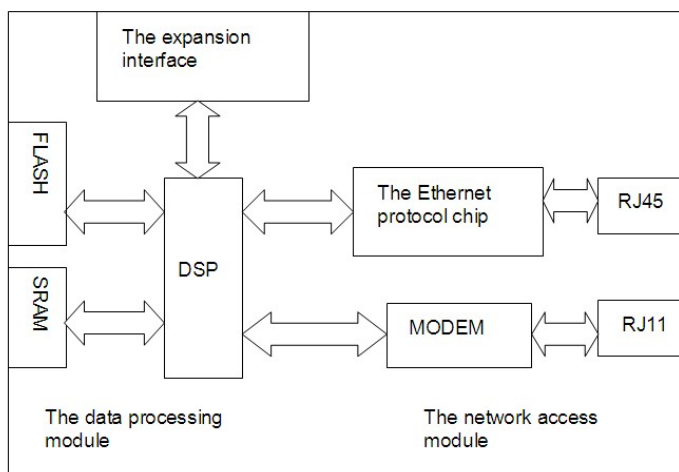 The expansion
interface
FLASH
The Ethernet
protocol chip
RJ45
DSP
SRAM
MODEM
RJ11
The data processing
module
The network access
module